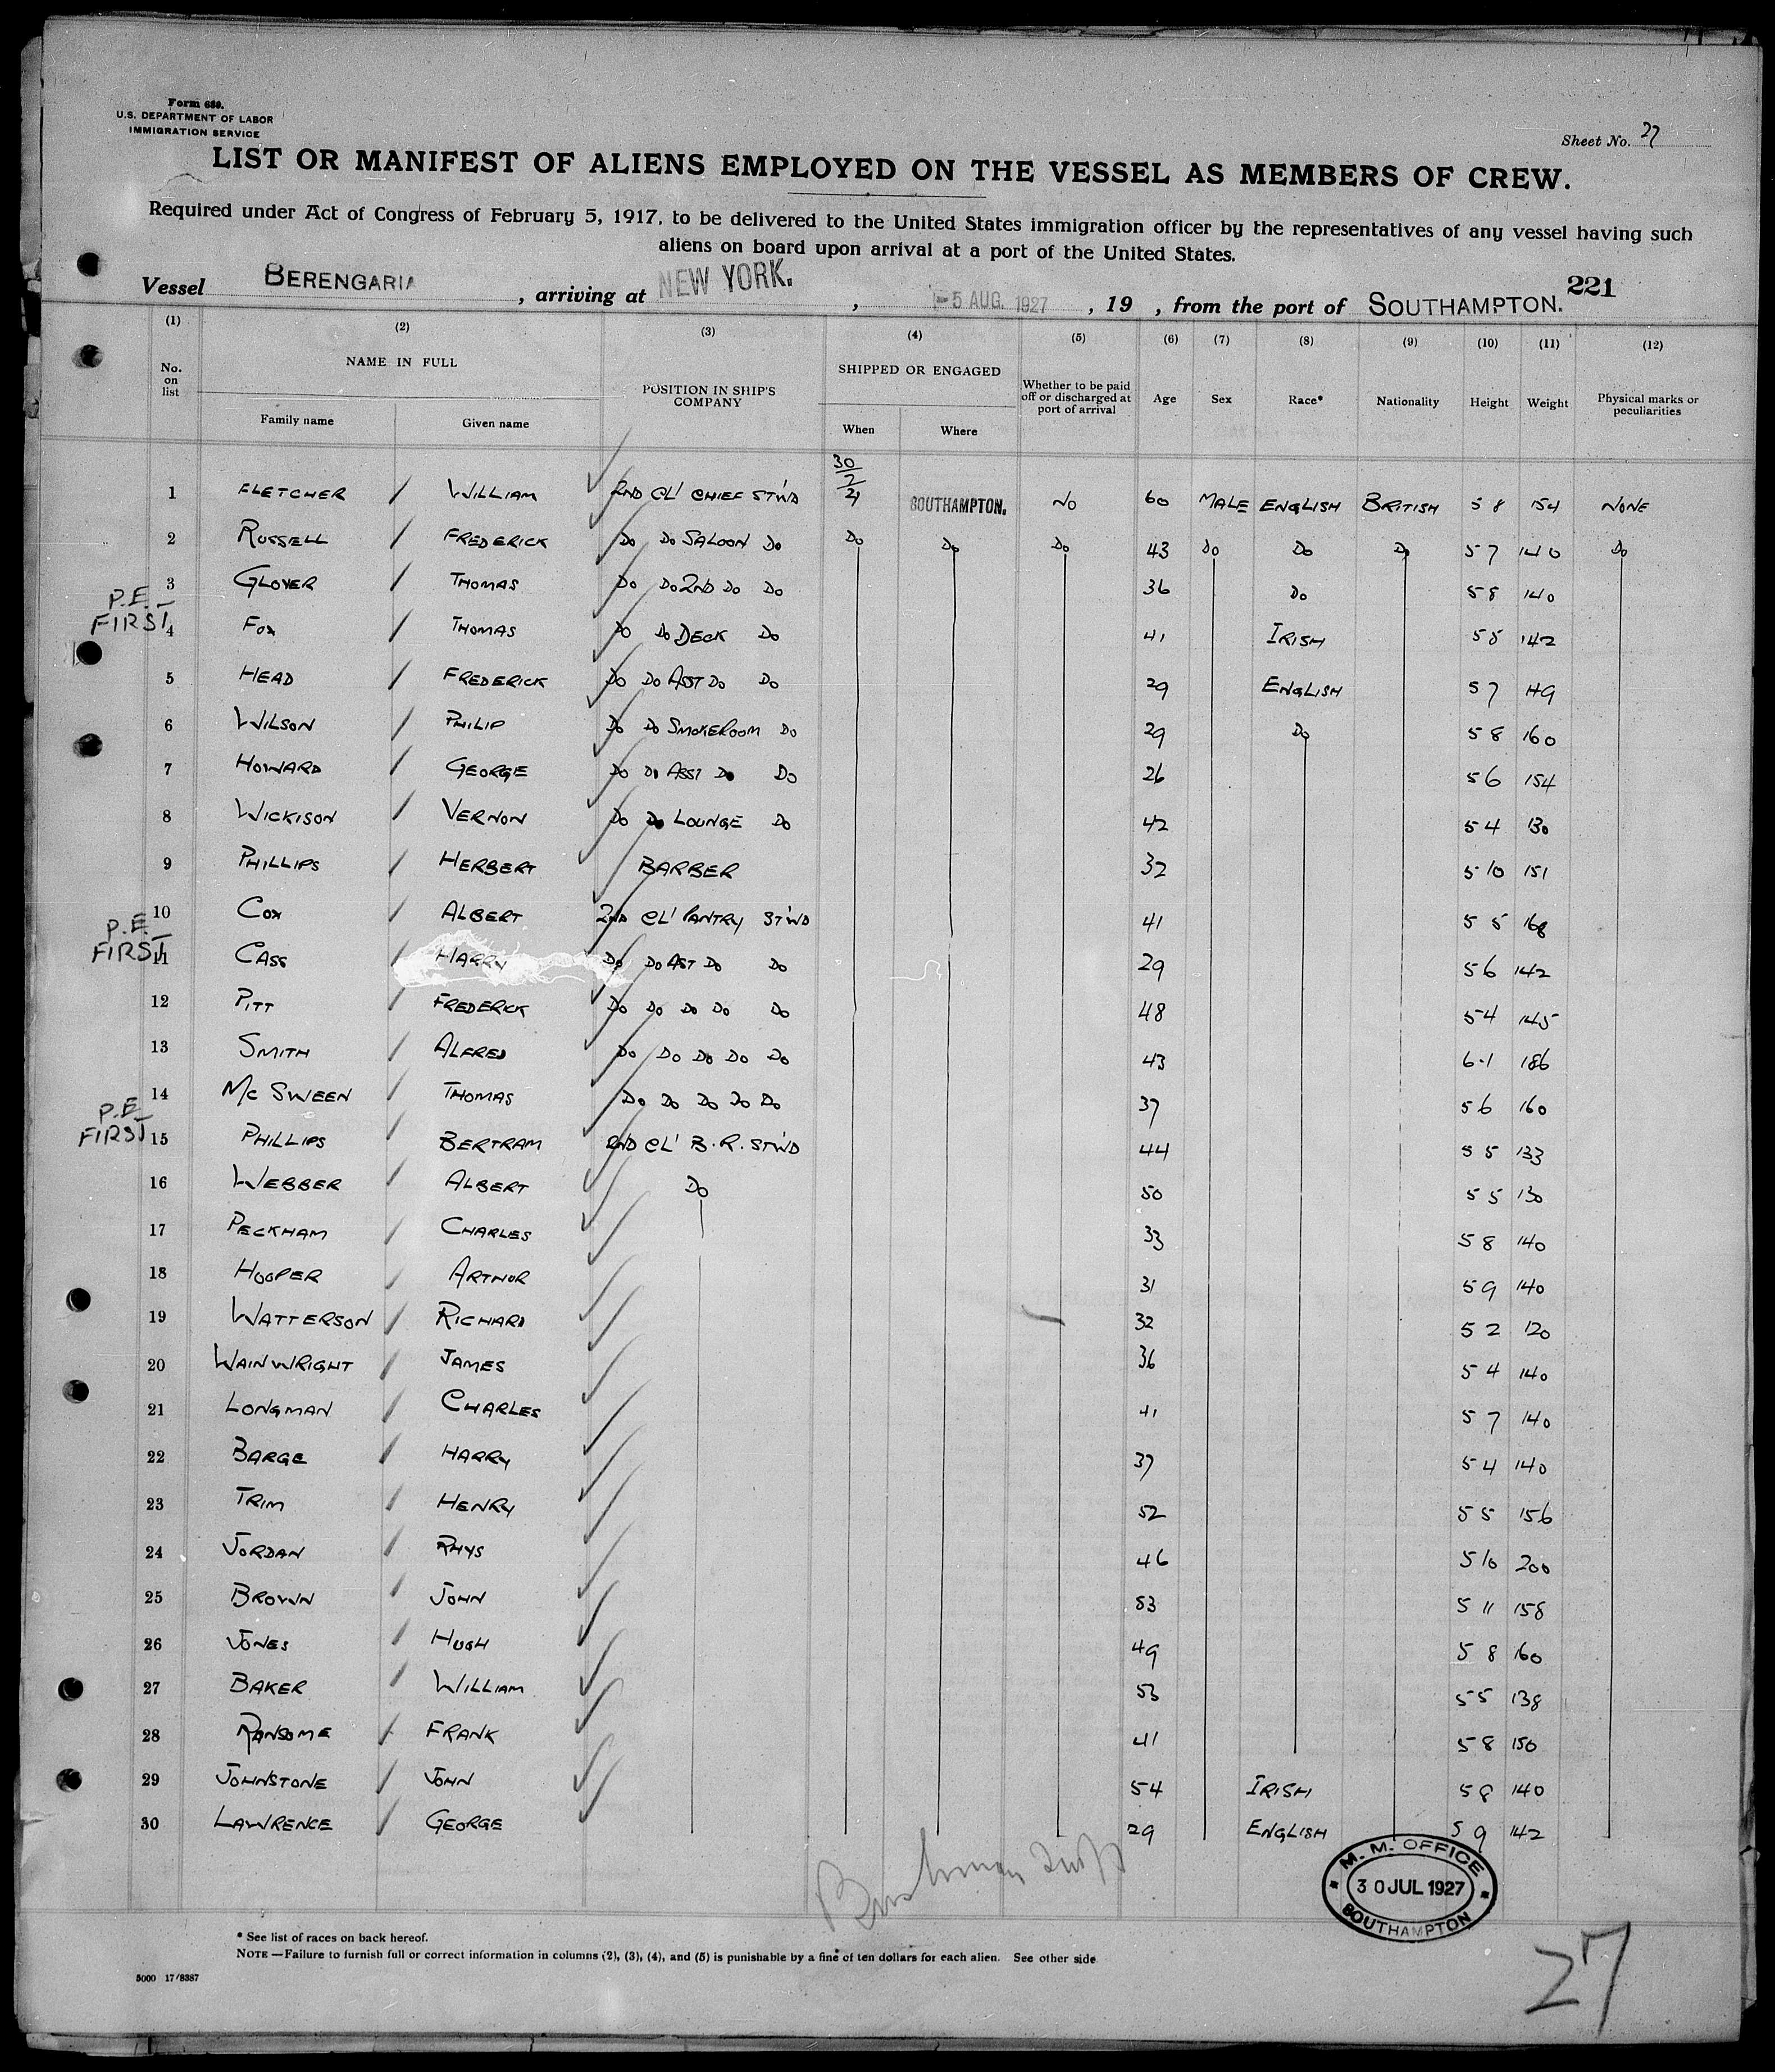 Form 680.
U.S. DEPARTMENT OF LABOR
IMMIGRATION SERVICE
Sheet No. 27
LIST OR MANIFEST OF ALIENS EMPLOYED ON THE VESSEL AS MEMBERS OF CREW.
Required under Act of Congress of February 5, 1917, to be delivered to the United States immigration officer by the representatives of any vessel having such
aliens on board upon arrival at a port of the United States.
221
Vessel BERENGARIA , arriving at NEW YORK. , 5 AUG. 1927 , 19 , from the port of SOUTHAMPTON.
(1) (2) (3) (4) (5) (6) (7) (8) (9) (10) (11) (12)
No. on list NAME IN FULL POSITION IN SHIP'S COMPANY SHIPPED OR ENGAGED Whether to be paid off or discharged at port of arrival Age Sex Race* Nationality Height Weight Physical marks or peculiarities
Family name Given name When Where
1 FLETCHER WILLIAM 2ND CL' CHIEF ST'WD 30/7/27 SOUTHAMPTON. NO 60 MALE ENGLISH BRITISH 5 8 154 NONE
2 RUSSELL FREDERICK DO DO SALOON DO DO DO DO 43 DO DO DO 5 7 140 DO
3 GLOVER THOMAS DO DO 2ND DO DO 36 DO 5 8 140
P.E. FIRST
4 FOX THOMAS DO DO DECK DO 41 IRISH 5 8 142
5 HEAD FREDERICK DO DO ASST DO DO 29 ENGLISH 5 7 149
6 WILSON PHILIP DO DO SMOKEROOM DO 29 DO 5 8 160
7 HOWARD GEORGE DO DO ASST DO DO 26 5 6 154
8 WICKISON VERNON DO DO LOUNGE DO 42 5 4 130
9 PHILLIPS HERBERT BARBER 32 5 10 151
10 COX ALBERT 2ND CL' PANTRY ST'WD 41 5 5 168
P.E. FIRST
11 CASS HARRY DO DO AST DO DO 29 5 6 142
12 PITT FREDERICK DO DO DO DO DO 48 5 4 145
13 SMITH ALFRED DO DO DO DO DO 43 6.1 186
14 Mc SWEEN THOMAS DO DO DO DO DO 37 5 6 160
P.E. FIRST
15 PHILLIPS BERTRAM 2ND CL' B.R. ST'WD 44 5 5 133
16 WEBBER ALBERT DO 50 5 5 130
17 PECKHAM CHARLES 33 5 8 140
18 HOOPER ARTHUR 31 5 9 140
19 WATTERSON RICHARD 32 5 2 120
20 WAINWRIGHT JAMES 36 5 4 140
21 LONGMAN CHARLES 41 5 7 140
22 BARGE HARRY 37 5 4 140
23 TRIM HENRY 52 5 5 156
24 JORDAN RHYS 46 5 10 200
25 BROWN JOHN 53 5 11 158
26 JONES HUGH 49 5 8 160
27 BAKER WILLIAM 53 5 5 138
28 RANSOME FRANK 41 5 8 150
29 JOHNSTONE JOHN 54 IRISH 5 8 140
30 LAWRENCE GEORGE 29 ENGLISH 5 9 142
M. M. OFFICE
30 JUL 1927
SOUTHAMPTON
* See list of races on back hereof.
NOTE—Failure to furnish full or correct information in columns (2), (3), (4), and (5) is punishable by a fine of ten dollars for each alien. See other side
5000 17/8387
27